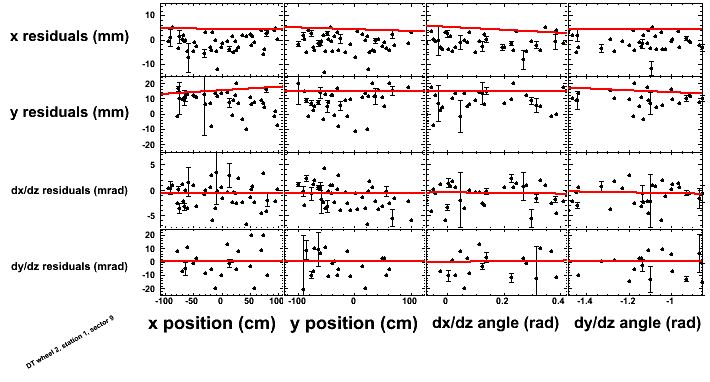 x residuals (mm)
10
0
-10
y residuals (mm)
20
10
0
-10
-20
dx/dz residuals (mrad)
5
0
-5
dy/dz residuals (mrad)
20
10
0
-10
-20
-100 -50 0 50 100
-100 0 100
0 0.2 0.4
-1.4 -1.2 -1
x position (cm)
y position (cm)
dx/dz angle (rad)
dy/dz angle (rad)
DT wheel 2, station 1, sector 9